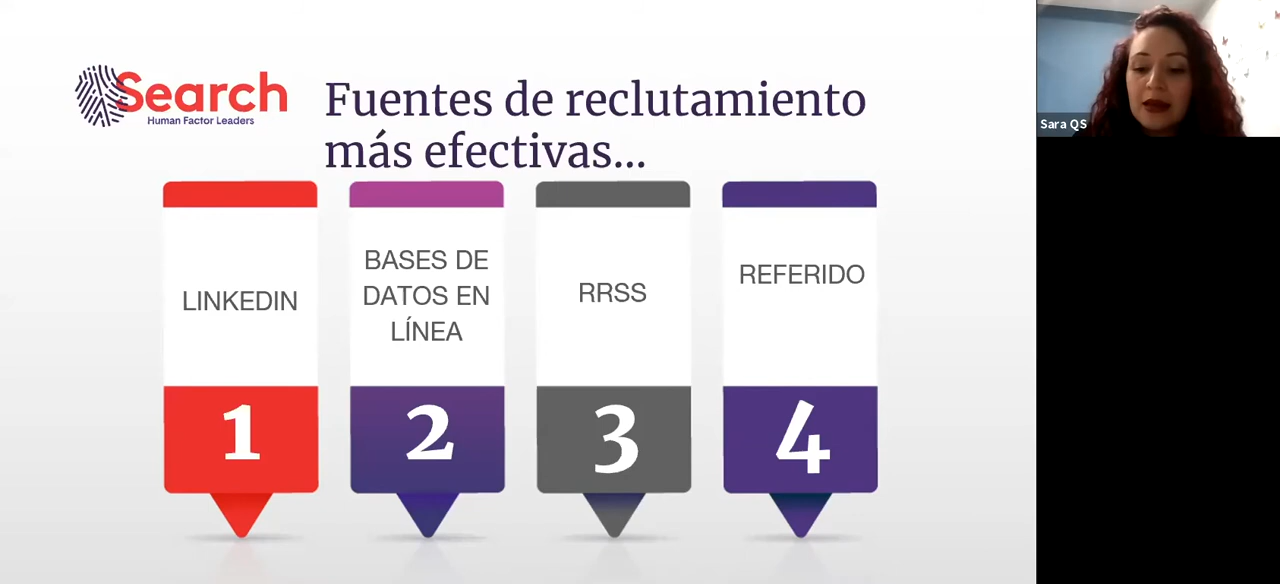 Search
Human Factor Leaders
Fuentes de reclutamiento
más efectivas...
LINKEDIN
BASES DE
DATOS EN
LÍNEA
RRSS
REFERIDO
1
2
3
4
Sara QS